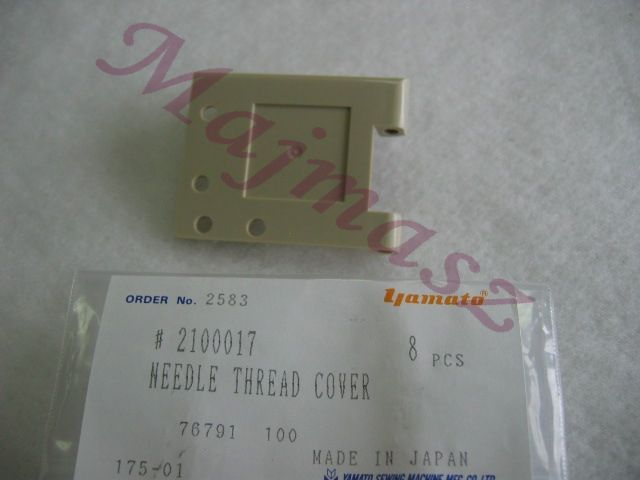 Majmasz
ORDER No. 2583
yamato®
# 2100017
8 PCS
NEEDLE THREAD COVER
76791 100
MADE IN JAPAN
175-01
YAMATO SEWING MACHINE MFG. CO. LTD.